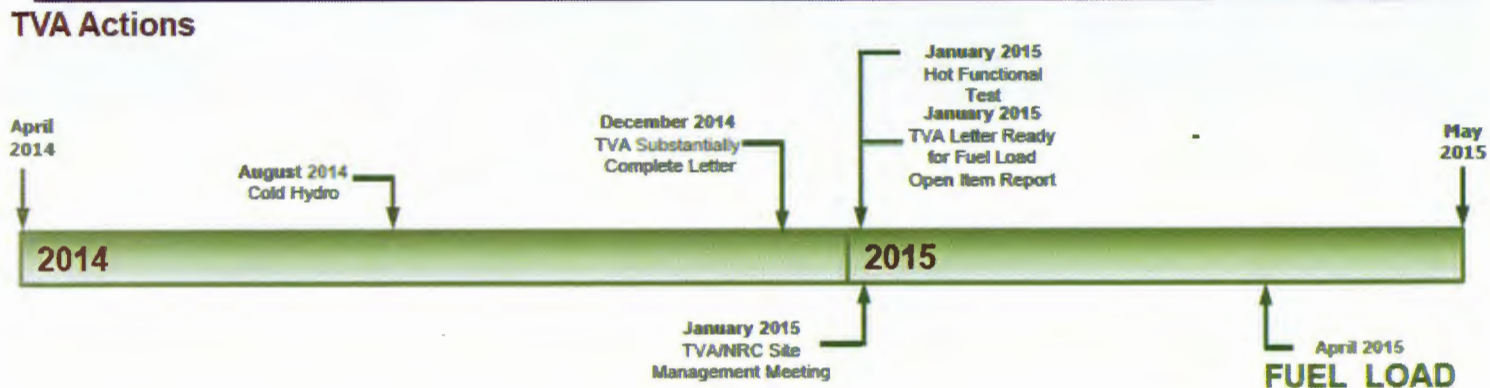 TVA Actions
April
2014
August 2014
Cold Hydro
December 2014
TVA Substantially
Complete Letter
January 2015
Hot Functional
Test
January 2015
TVA Letter Ready
for Fuel Load
Open Item Report
May
2015
2014
2015
January 2015
TVA/NRC Site
Management Meeting
April 2015
FUEL LOAD